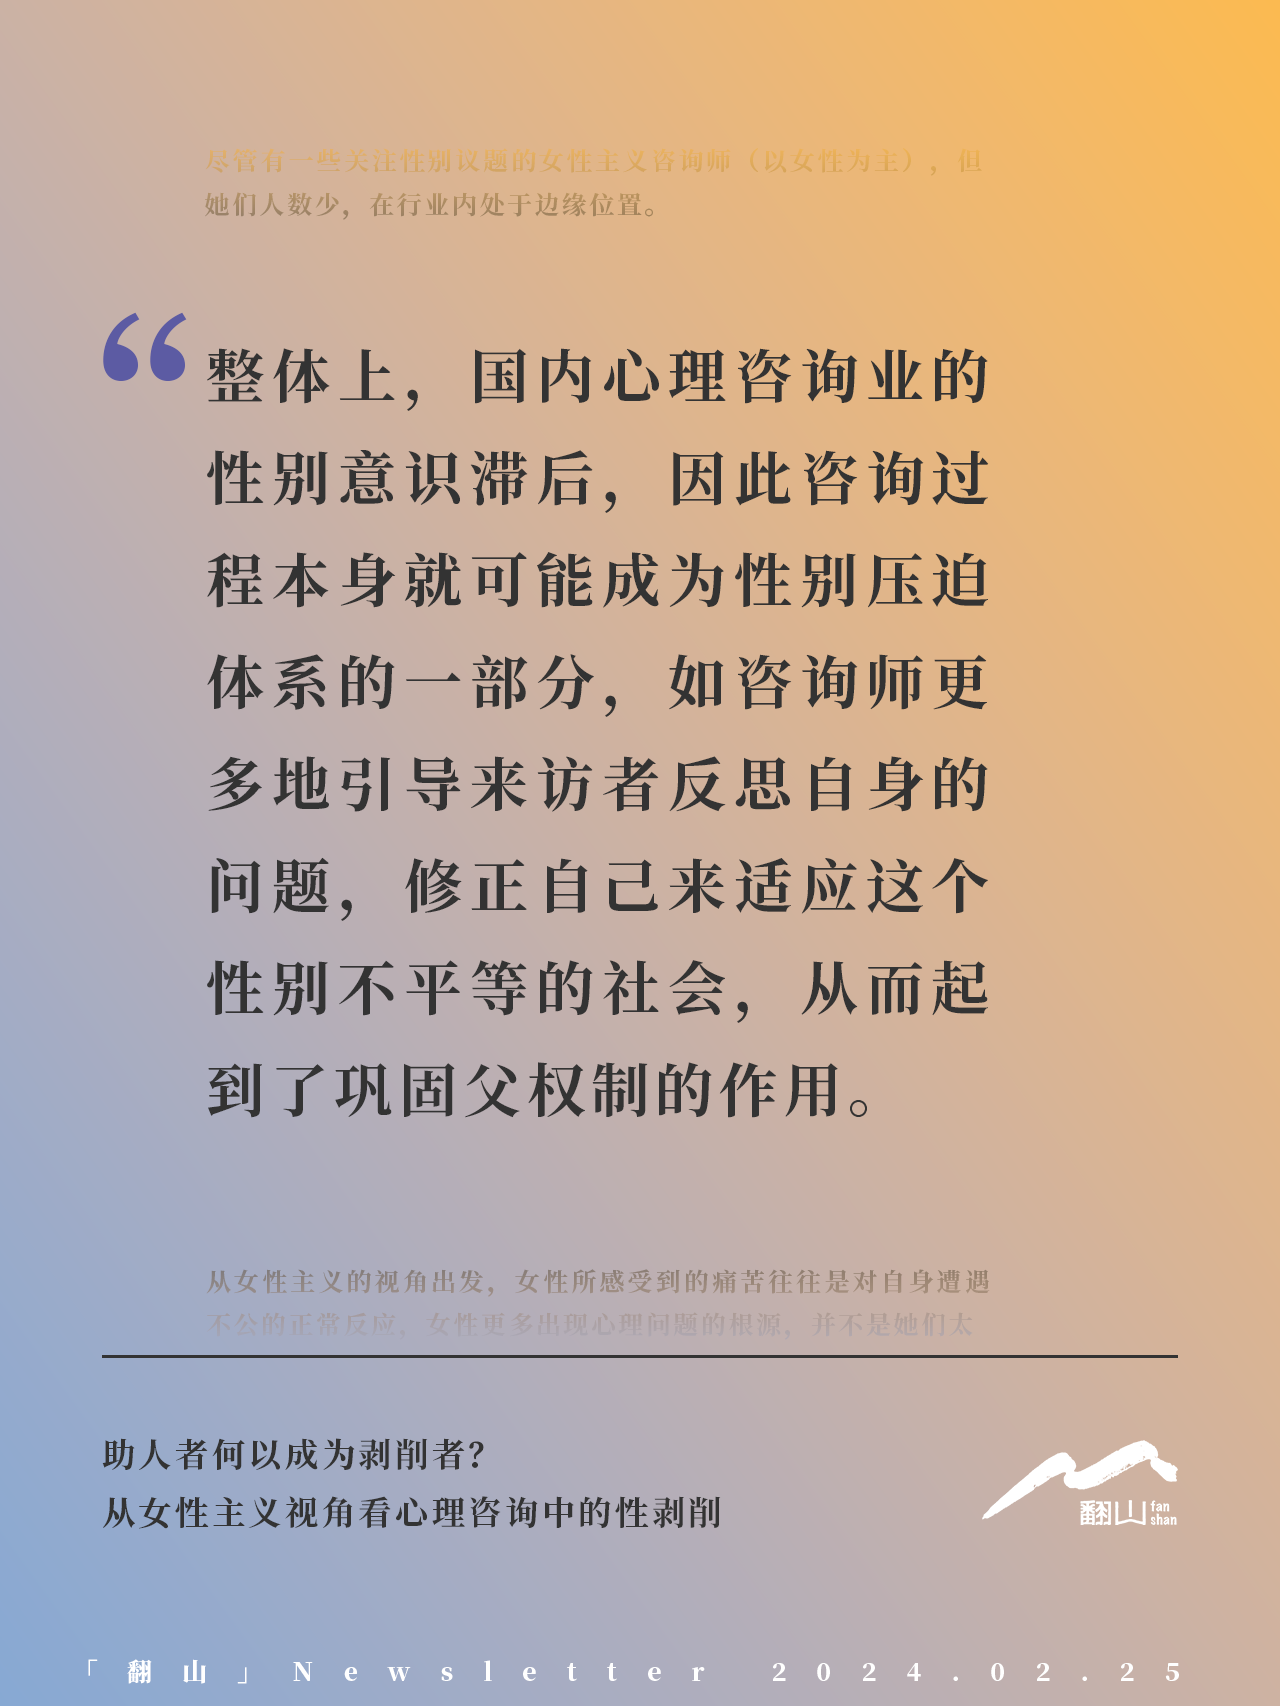 尽管有一些关注性别议题的女性主义咨询师（以女性为主），但
她们人数少，在行业内处于边缘位置。
“整体上，国内心理咨询业的
性别意识滞后，因此咨询过
程本身就可能成为性别压迫
体系的一部分，如咨询师更
多地引导来访者反思自身的
问题，修正自己来适应这个
性别不平等的社会，从而起
到了巩固父权制的作用。
从女性主义的视角出发，女性所感受到的痛苦往往是对自身遭遇
不公的正常反应，女性更多出现心理问题的根源，并不是她们太
助人者何以成为剥削者？
从女性主义视角看心理咨询中的性剥削
翻山 fan
shan
「翻山」Newsletter 2024.02.25